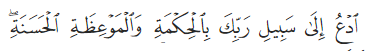 ٱدۡعُ إِلَىٰ سَبِيلِ رَبِّكَ بِٱلۡحِكۡمَةِ وَٱلۡمَوۡعِظَةِ ٱلۡحَسَنَةِۖ